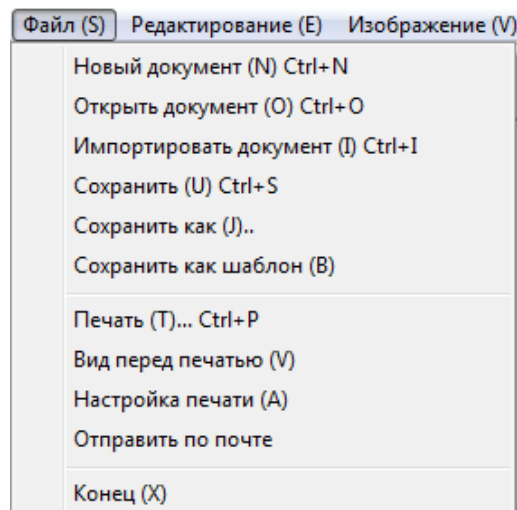 Файл (S) Редактирование (E) Изображение (V)
Новый документ (N) Ctrl+N
Открыть документ (O) Ctrl+O
Импортировать документ (I) Ctrl+I
Сохранить (U) Ctrl+S
Сохранить как (J)..
Сохранить как шаблон (B)
Печать (T)... Ctrl+P
Вид перед печатью (V)
Настройка печати (A)
Отправить по почте
Конец (X)